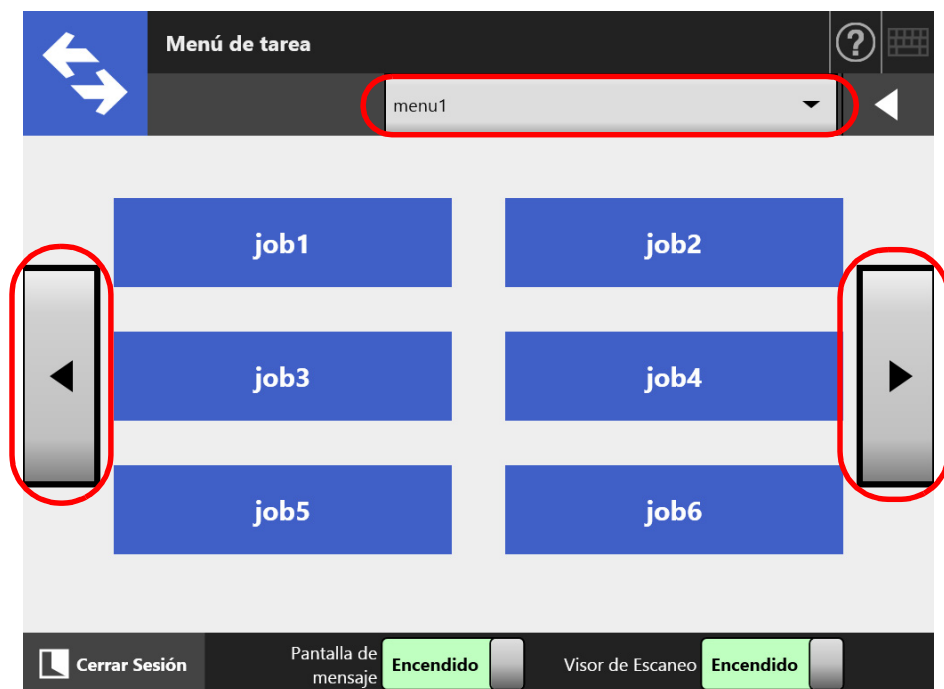 Menú de tarea
?
menu1
job1
job2
job3
job4
job5
job6
Cerrar Sesión
Pantalla de
mensaje
Encendido
Visor de Escaneo
Encendido